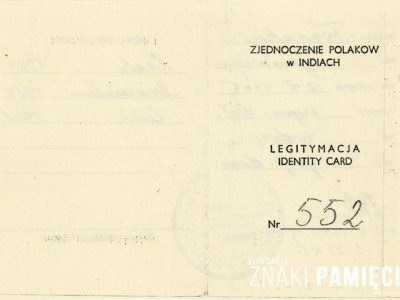 ZJEDNOCZENIE POLAKOW
w INDIACH
LEGITYMACJA
IDENTITY CARD
Nr 552
FUNDACJA
ZNAKI PAMIĘCI